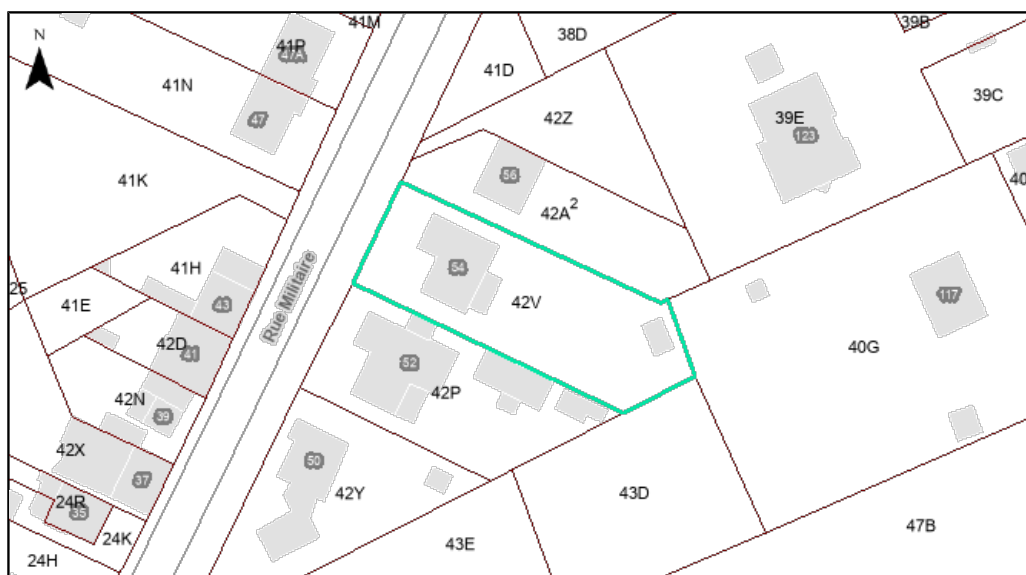 41M
39B
38D
N
41P
47A
41D
41N
39C
42Z
47
39E
123
56
41K
40
42A²
41H
54
25
41E
43
42V
117
Rue Militaire
42D
41
40G
52
42P
42N
39
42X
50
37
42Y
43D
24R
35
47B
24K
43E
24H